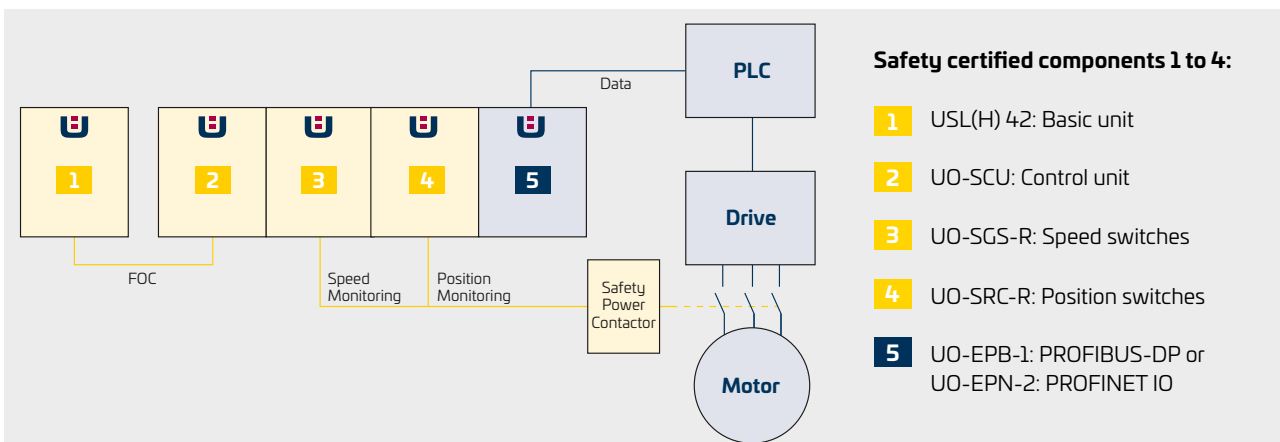 PLC
Data
1
2
3
4
5
FOC
Speed
Monitoring
Position
Monitoring
Safety
Power
Contactor
Drive
Motor
Safety certified components 1 to 4:
1 USL(H) 42: Basic unit
2 UO-SCU: Control unit
3 UO-SGS-R: Speed switches
4 UO-SRC-R: Position switches
5 UO-EPB-1: PROFIBUS-DP or
UO-EPN-2: PROFINET IO